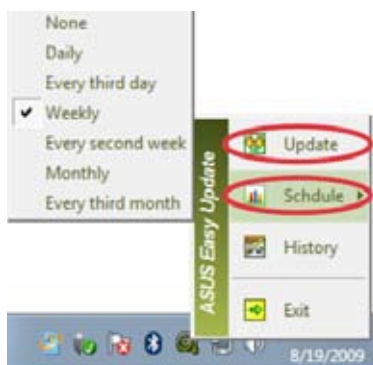 None
Daily
Every third day
Weekly
Every second week
Monthly
Every third month
ASUS Easy Update
Update
Schdule
History
Exit
8/19/2009